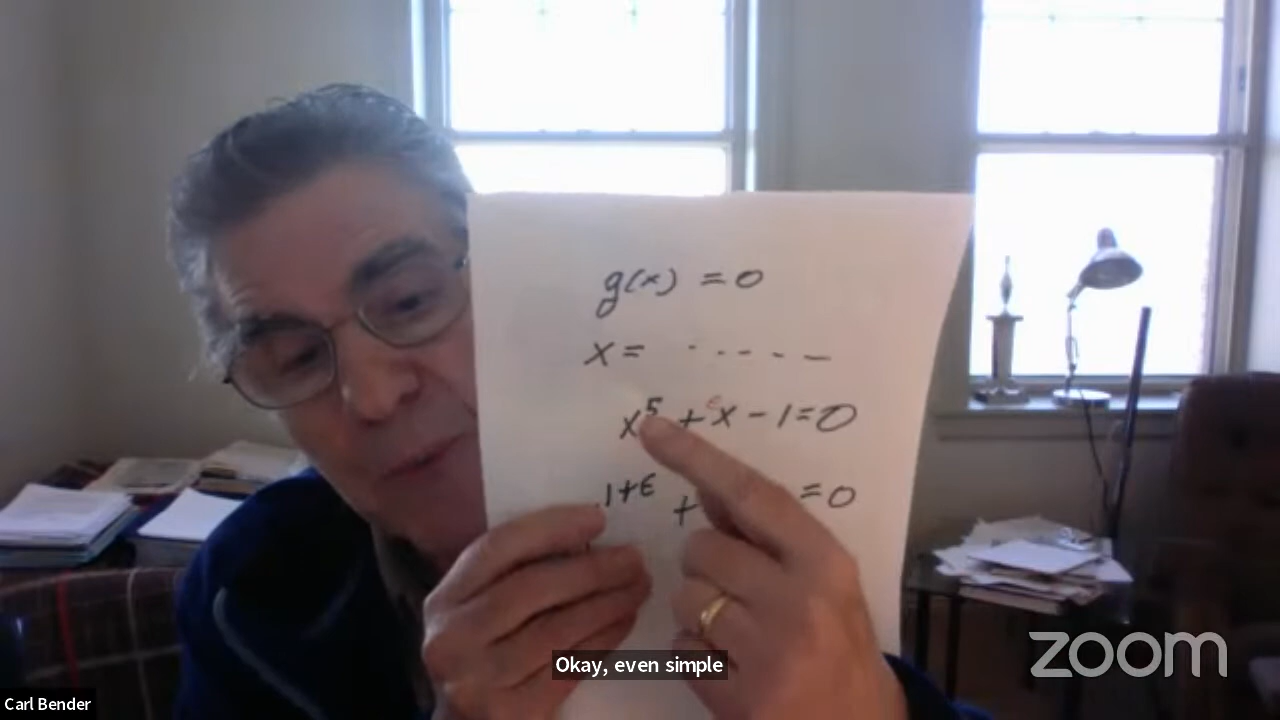 g(x) = 0
x = . - - - -
x⁵ + εx - 1 = 0
1+ε + = 0
Okay, even simple
zoom
Carl Bender